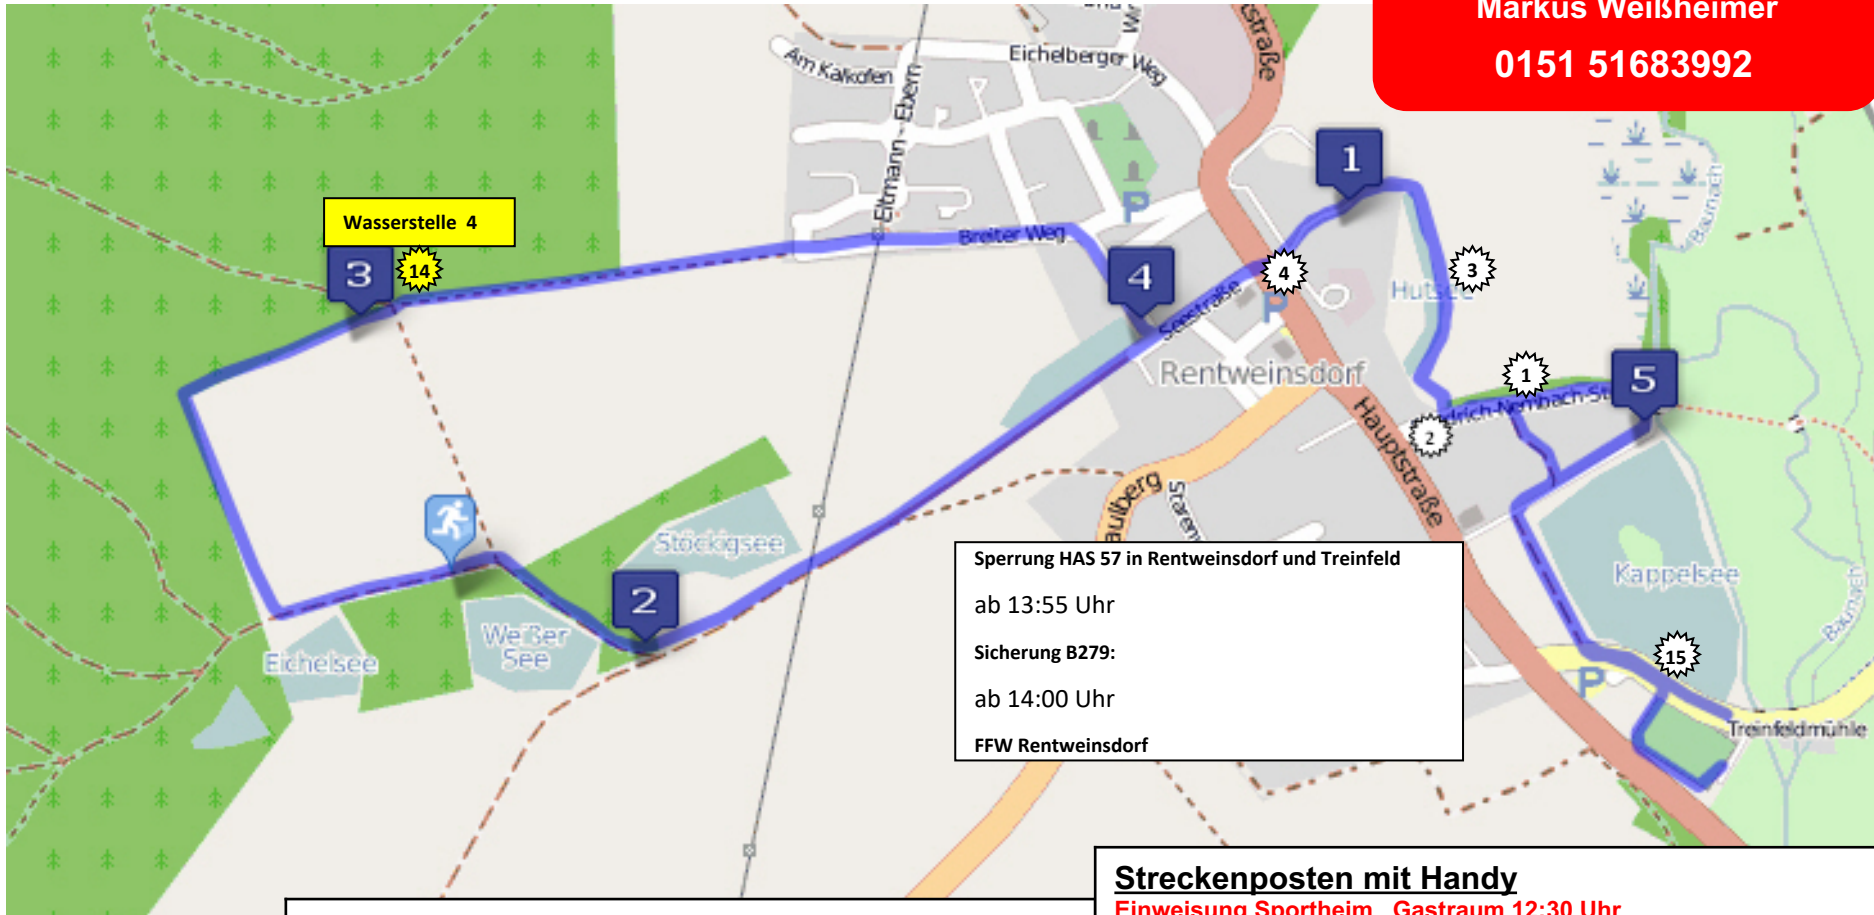 Markus Weißheimer
0151 51683992
Eichelberger Weg
Am Kalkofen
Eltmann - Ebern
1
P
Wasserstelle 4
3
14
Breiter Weg
4
4
3
Hutsee
P
Seestraße
Baunach
Rentweinsdorf
1
5
2
Hauptstraße
Stöckigsee
Kappelsee
2
Weißer
See
Eichelsee
Sperrung HAS 57 in Rentweinsdorf und Treinfeld
ab 13:55 Uhr
Sicherung B279:
ab 14:00 Uhr
FFW Rentweinsdorf
Baunach
15
P
Treinfeldmühle
Streckenposten mit Handy
Einweisung Sportheim Gastraum 12:30 Uhr